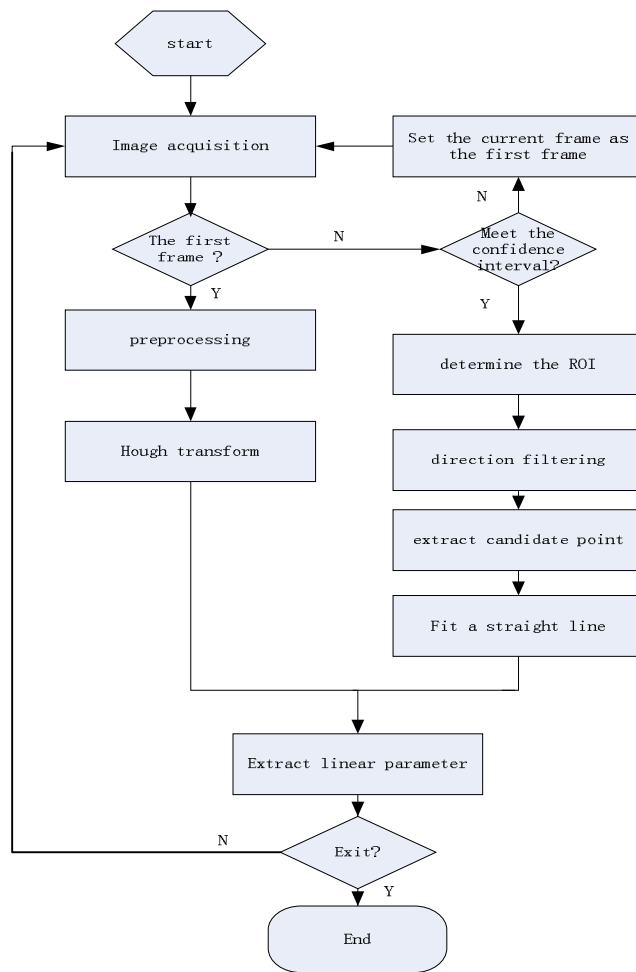 start
Image acquisition
Set the current frame as
the first frame
N
The first
frame ?
N
Meet the
confidence
interval?
Y
Y
preprocessing
determine the ROI
Hough transform
direction filtering
extract candidate point
Fit a straight line
Extract linear parameter
N
Exit?
Y
End